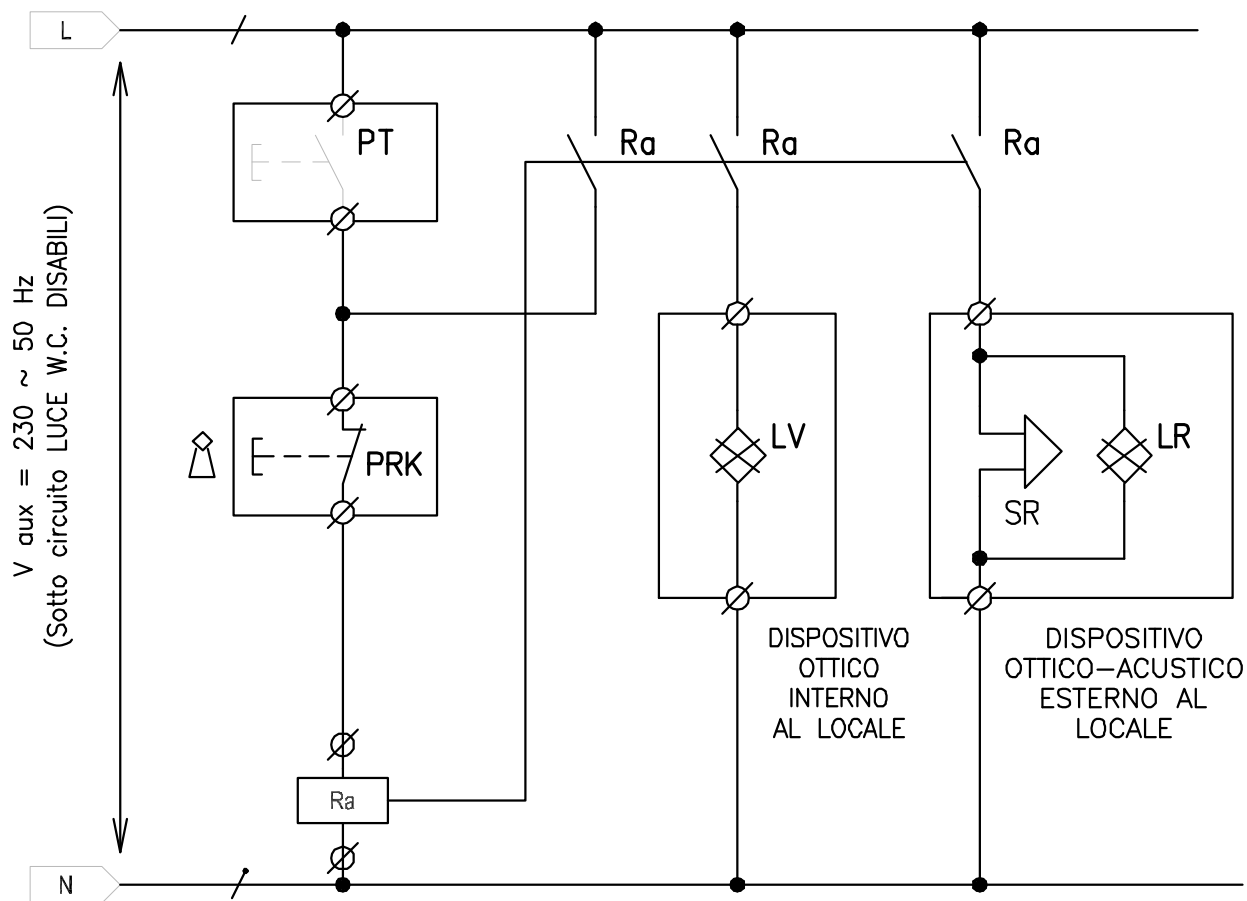 L
PT
Ra
Ra
Ra
V aux = 230 ~ 50 Hz
(Sotto circuito LUCE W.C. DISABILI)
PRK
LV
LR
SR
DISPOSITIVO
OTTICO
INTERNO
AL LOCALE
DISPOSITIVO
OTTICO-ACUSTICO
ESTERNO AL
LOCALE
Ra
N